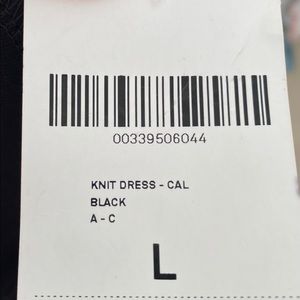 00339506044
KNIT DRESS - CAL
BLACK
A - C
L